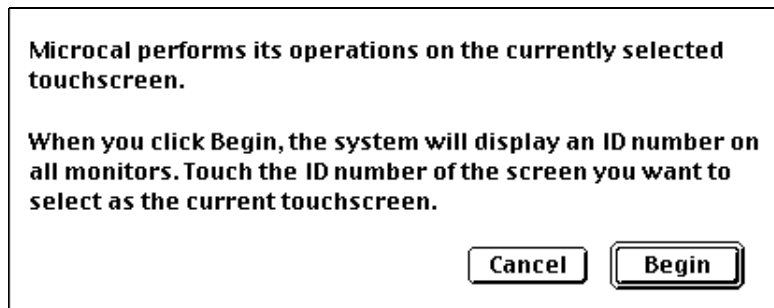 Microcal performs its operations on the currently selected
touchscreen.
When you click Begin, the system will display an ID number on
all monitors. Touch the ID number of the screen you want to
select as the current touchscreen.
Cancel Begin